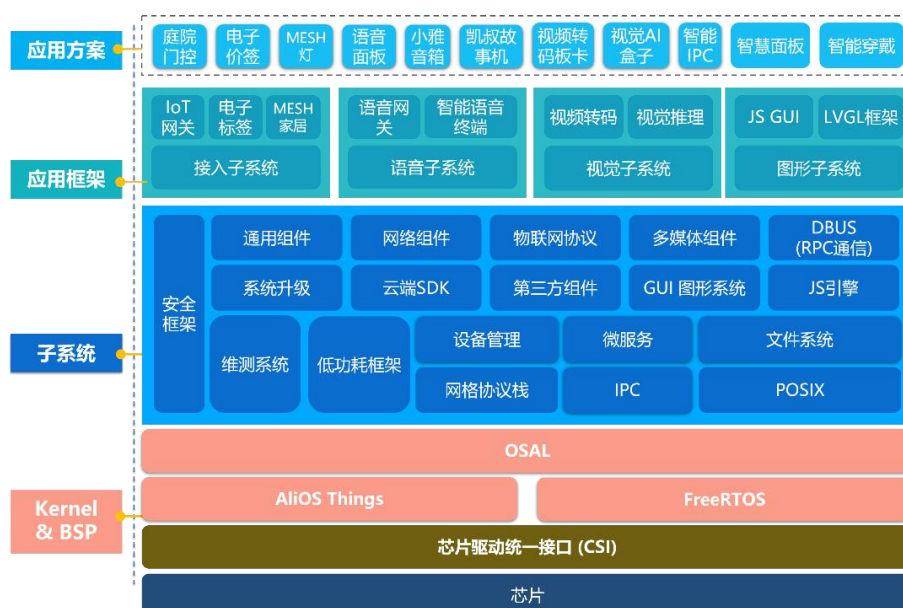 应用方案
庭院
门控
电子
价签
MESH
灯
语音
面板
小雅
音箱
凯叔故
事机
视频转
码板卡
视觉AI
盒子
智能
IPC
智慧面板
智能穿戴
应用框架
IoT
网关
电子
标签
MESH
家居
接入子系统
语音网
关
智能语音
终端
语音子系统
视频转码
视觉推理
视觉子系统
JS GUI
LVGL框架
图形子系统
子系统
安全
框架
通用组件
网络组件
物联网协议
多媒体组件
DBUS
(RPC通信)
系统升级
云端SDK
第三方组件
GUI 图形系统
JS引擎
维测系统
低功耗框架
设备管理
微服务
文件系统
网格协议栈
IPC
POSIX
Kernel
& BSP
OSAL
AliOS Things
FreeRTOS
芯片驱动统一接口 (CSI)
芯片